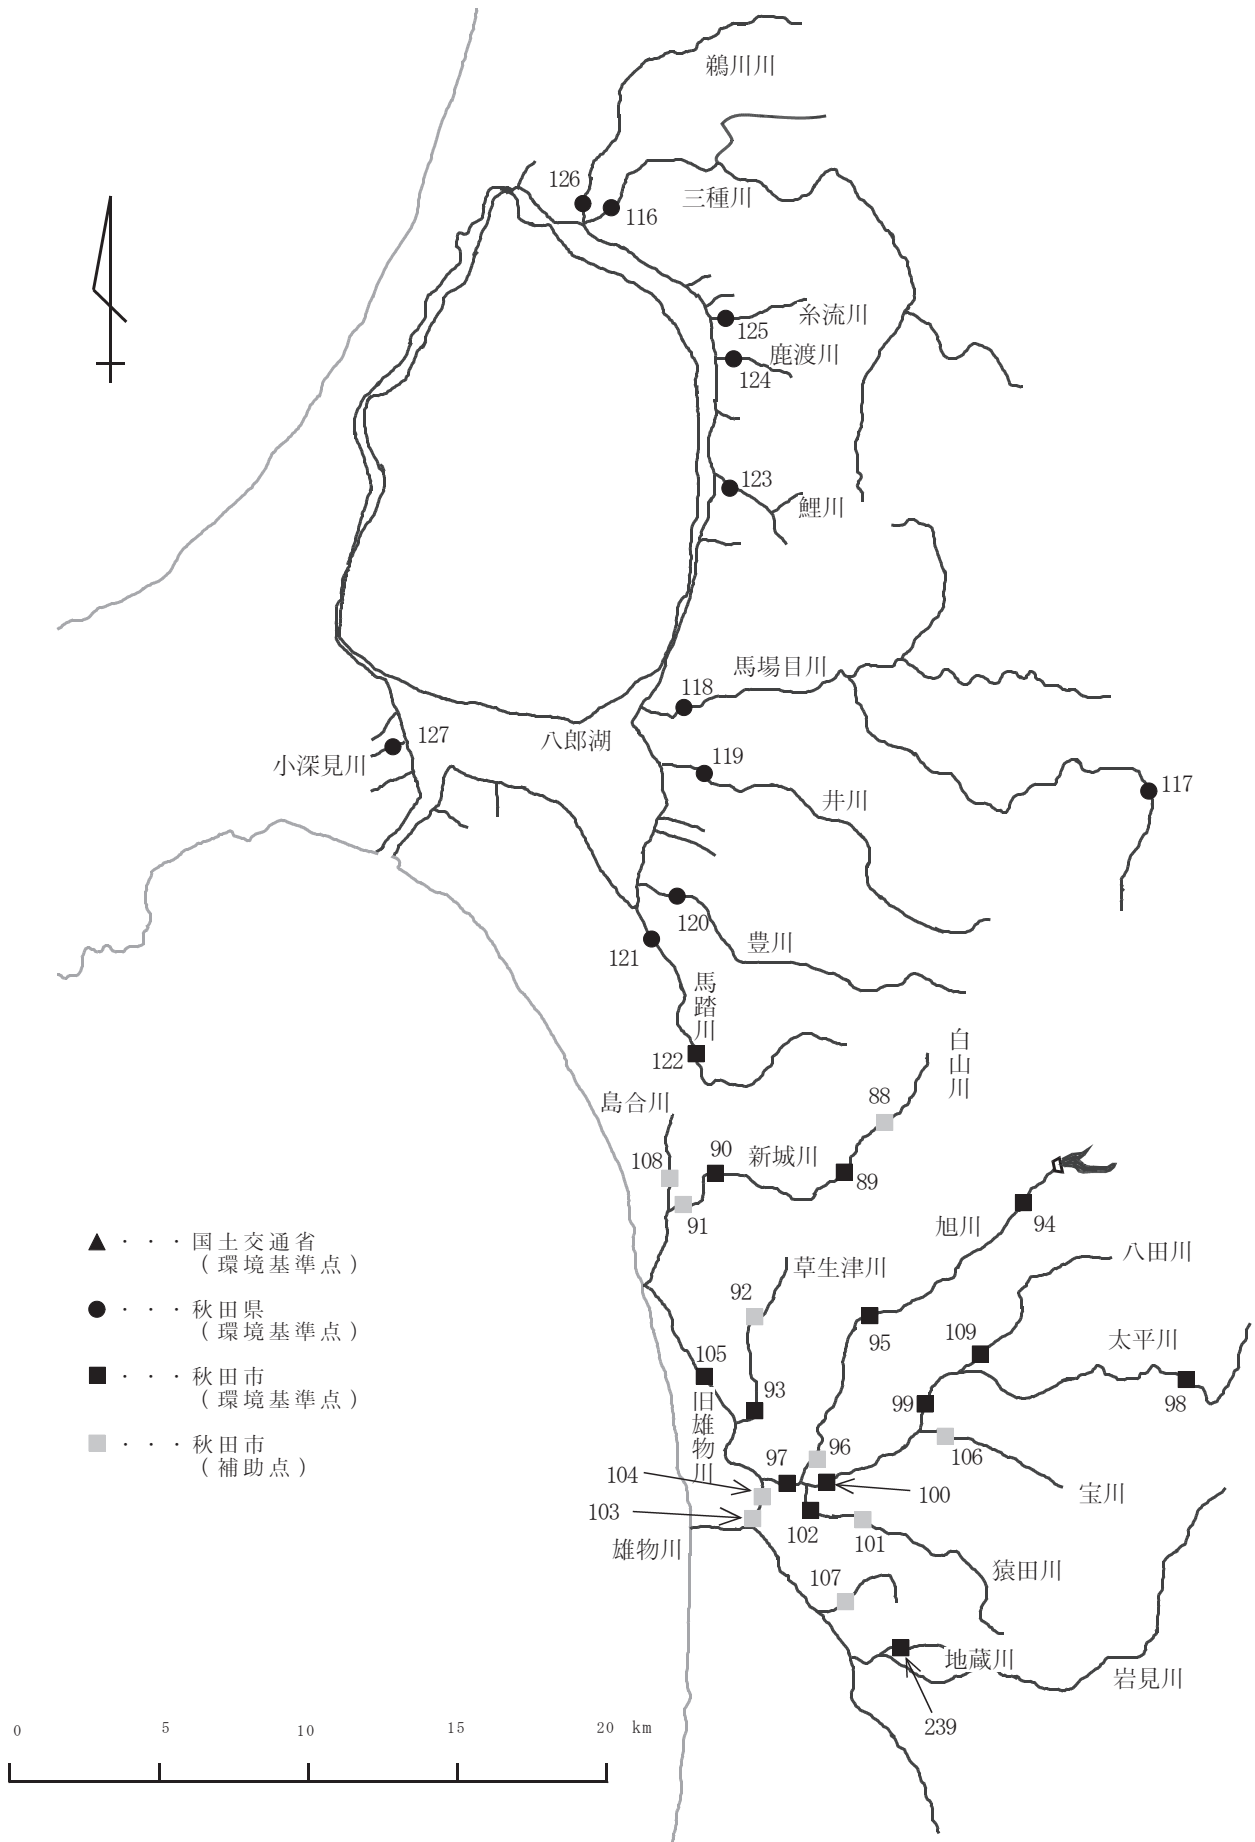 鵜川川
126
116
三種川
125
糸流川
鹿渡川
124
123
鯉川
馬場目川
118
127
八郎湖
小深見川
119
117
井川
120
豊川
121
馬踏川
122
白山川
島合川
88
90
新城川
108
89
91
94
旭川
国土交通省
(環境基準点)
八田川
草生津川
92
秋田県
(環境基準点)
95
109
太平川
105
秋田市
(環境基準点)
93
98
99
旧雄物川
秋田市
(補助点)
96
97
106
104
宝川
100
103
102
101
雄物川
猿田川
107
地蔵川
岩見川
239
0 5 10 15 20 km